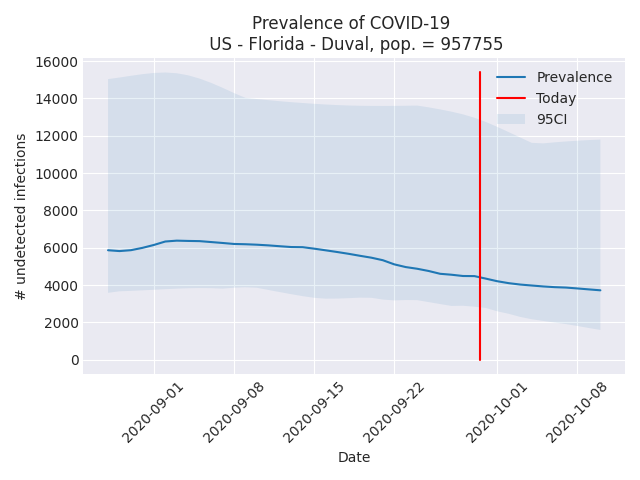 Prevalence of COVID-19
US - Florida - Duval, pop. = 957755
16000
14000
12000
10000
8000
6000
4000
2000
0
# undetected infections
Prevalence
Today
95CI
2020-09-01
2020-09-08
2020-09-15
2020-09-22
2020-10-01
2020-10-08
Date